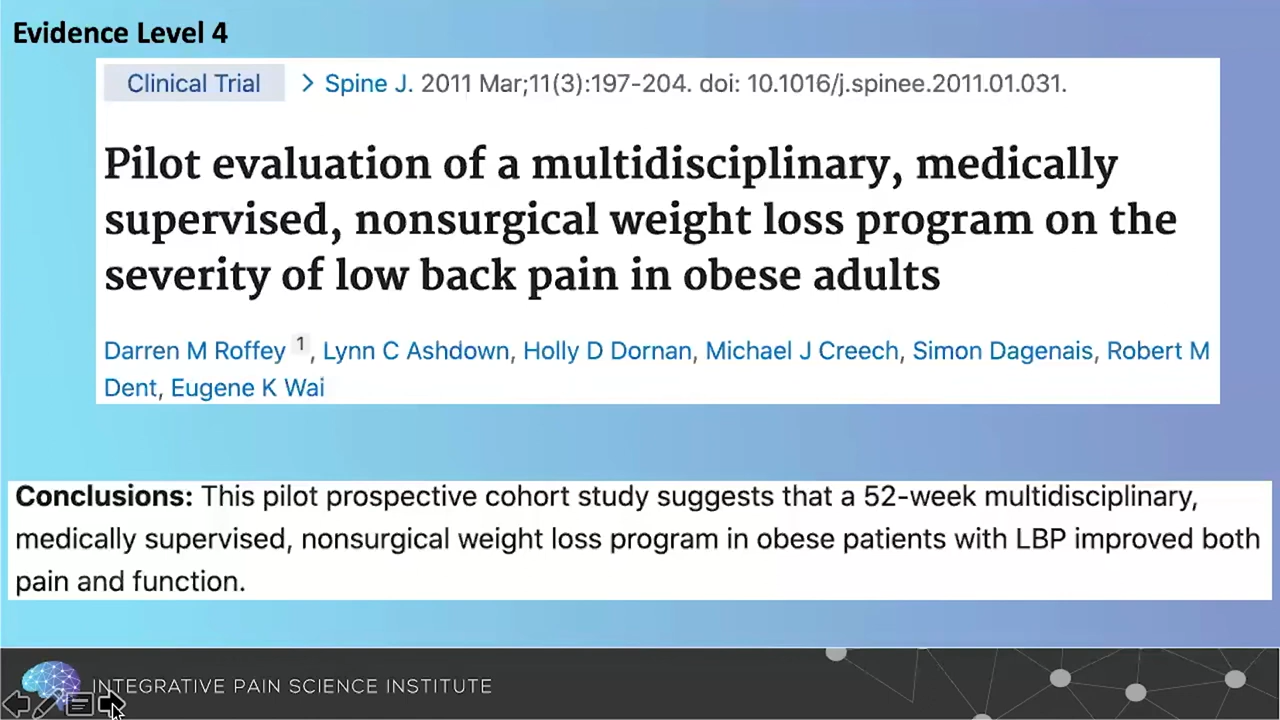 Evidence Level 4
Clinical Trial > Spine J. 2011 Mar;11(3):197-204. doi: 10.1016/j.spinee.2011.01.031.
Pilot evaluation of a multidisciplinary, medically
supervised, nonsurgical weight loss program on the
severity of low back pain in obese adults
Darren M Roffey 1, Lynn C Ashdown, Holly D Dornan, Michael J Creech, Simon Dagenais, Robert M
Dent, Eugene K Wai
Conclusions: This pilot prospective cohort study suggests that a 52-week multidisciplinary,
medically supervised, nonsurgical weight loss program in obese patients with LBP improved both
pain and function.
INTEGRATIVE PAIN SCIENCE INSTITUTE